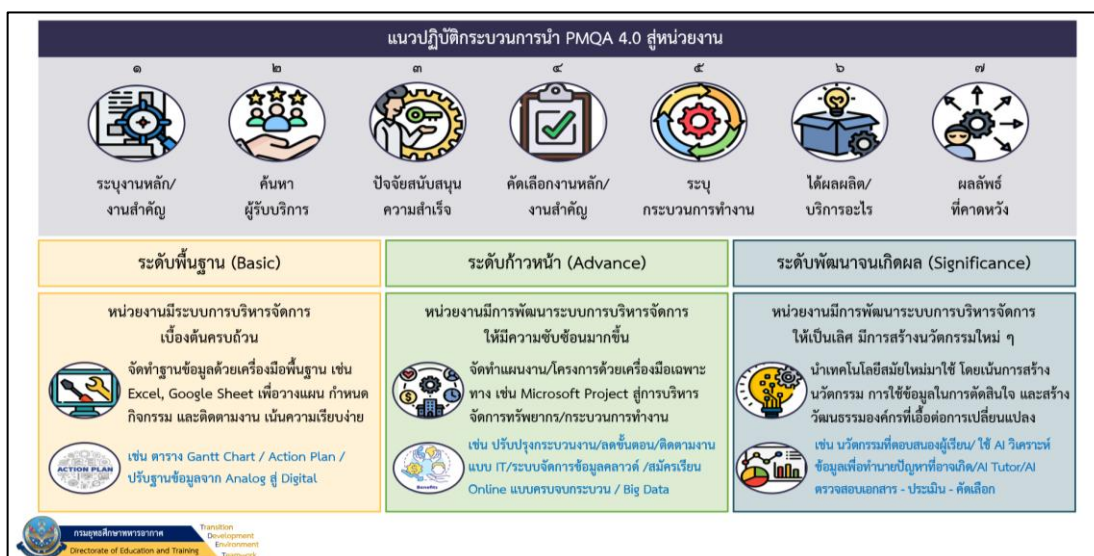 แนวปฏิบัติกระบวนการนำ PMQA 4.0 สู่หน่วยงาน
๑ ๒ ๓ ๔ ๕ ๖ ๗
ระบุงานหลัก/
งานสำคัญ
ค้นหา
ผู้รับบริการ
ปัจจัยสนับสนุน
ความสำเร็จ
คัดเลือกงานหลัก/
งานสำคัญ
ระบุ
กระบวนการทำงาน
ได้ผลผลิต/
บริการอะไร
ผลลัพธ์
ที่คาดหวัง
ระดับพื้นฐาน (Basic)
หน่วยงานมีระบบการบริหารจัดการ
เบื้องต้นครบถ้วน
จัดทำฐานข้อมูลด้วยเครื่องมือพื้นฐาน เช่น
Excel, Google Sheet เพื่อวางแผน กำหนด
กิจกรรม และติดตามงาน เน้นความเรียบง่าย
ACTION PLAN
เช่น ตาราง Gantt Chart / Action Plan /
ปรับฐานข้อมูลจาก Analog สู่ Digital
ระดับก้าวหน้า (Advance)
หน่วยงานมีการพัฒนาระบบการบริหารจัดการ
ให้มีความซับซ้อนมากขึ้น
จัดทำแผนงาน/โครงการด้วยเครื่องมือเฉพาะ
ทาง เช่น Microsoft Project สู่การบริหาร
จัดการทรัพยากร/กระบวนการทำงาน
Benefits
เช่น ปรับปรุงกระบวนงาน/ลดขั้นตอน/ติดตามงาน
แบบ IT/ระบบจัดการข้อมูลคลาวด์ /สมัครเรียน
Online แบบครบจบกระบวน / Big Data
ระดับพัฒนาจนเกิดผล (Significance)
หน่วยงานมีการพัฒนาระบบการบริหารจัดการ
ให้เป็นเลิศ มีการสร้างนวัตกรรมใหม่ ๆ
นำเทคโนโลยีสมัยใหม่มาใช้ โดยเน้นการสร้าง
นวัตกรรม การใช้ข้อมูลในการตัดสินใจ และสร้าง
วัฒนธรรมองค์กรที่เอื้อต่อการเปลี่ยนแปลง
เช่น นวัตกรรมที่ตอบสนองผู้เรียน/ ใช้ AI วิเคราะห์
ข้อมูลเพื่อทำนายปัญหาที่อาจเกิด/AI Tutor/AI
ตรวจสอบเอกสาร - ประเมิน - คัดเลือก
กรมยุทธศึกษาทหารอากาศ
Directorate of Education and Training
Transition
Development
Environment
Teamwork